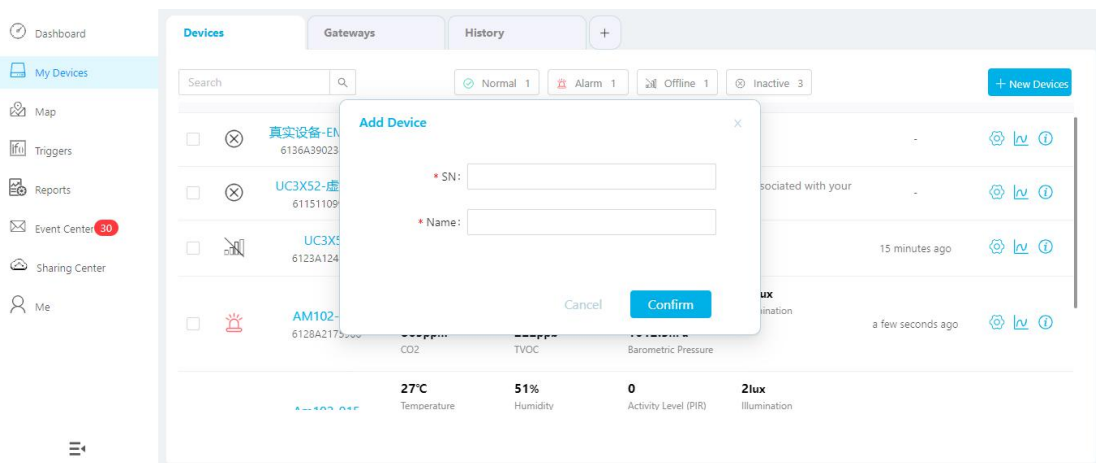 Dashboard
My Devices
Map
Triggers
Reports
Event Center 30
Sharing Center
Me
Devices
Gateways
History
+
Search
Normal 1
Alarm 1
Offline 1
Inactive 3
+ New Devices
Add Device
* SN:
* Name:
Cancel
Confirm
真实设备-EM
6136A39023
-
UC3X52-虚
61151109
sociated with your
-
UC3X5
6123A124
15 minutes ago
AM102-
6128A217
lux
mination
a few seconds ago
CO2
TVOC
Barometric Pressure
27℃
51%
0
2lux
Temperature
Humidity
Activity Level (PIR)
Illumination